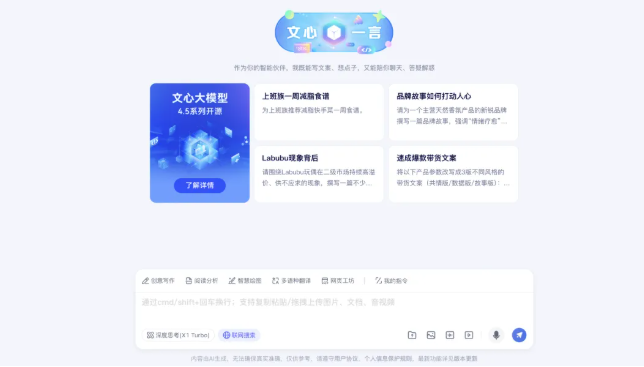 文心 一言
作为你的智能伙伴，我既能写文案、想点子，又能陪你聊天、答疑解惑
文心大模型
4.5系列开源
了解详情
上班族一周减脂食谱
为上班族推荐减脂快手菜一周食谱。
品牌故事如何打动人心
请为一个主营天然香氛产品的新锐品牌
撰写一篇品牌故事，强调“情绪疗愈”...
Labubu现象背后
请围绕Labubu玩偶在二级市场持续高溢
价、供不应求的现象，撰写一篇不少...
速成爆款带货文案
将以下产品参数改写成3版不同风格的
带货文案（共情版/数据版/故事版）：...
创意写作 阅读分析 智慧绘图 多语种翻译 网页工坊 我的指令
通过cmd/shift+回车换行；支持复制粘贴/拖拽上传图片、文档、音视频
深度思考(X1 Turbo) 联网搜索
内容由AI生成，无法确保真实准确，仅供参考，请遵守用户协议、个人信息保护规则，